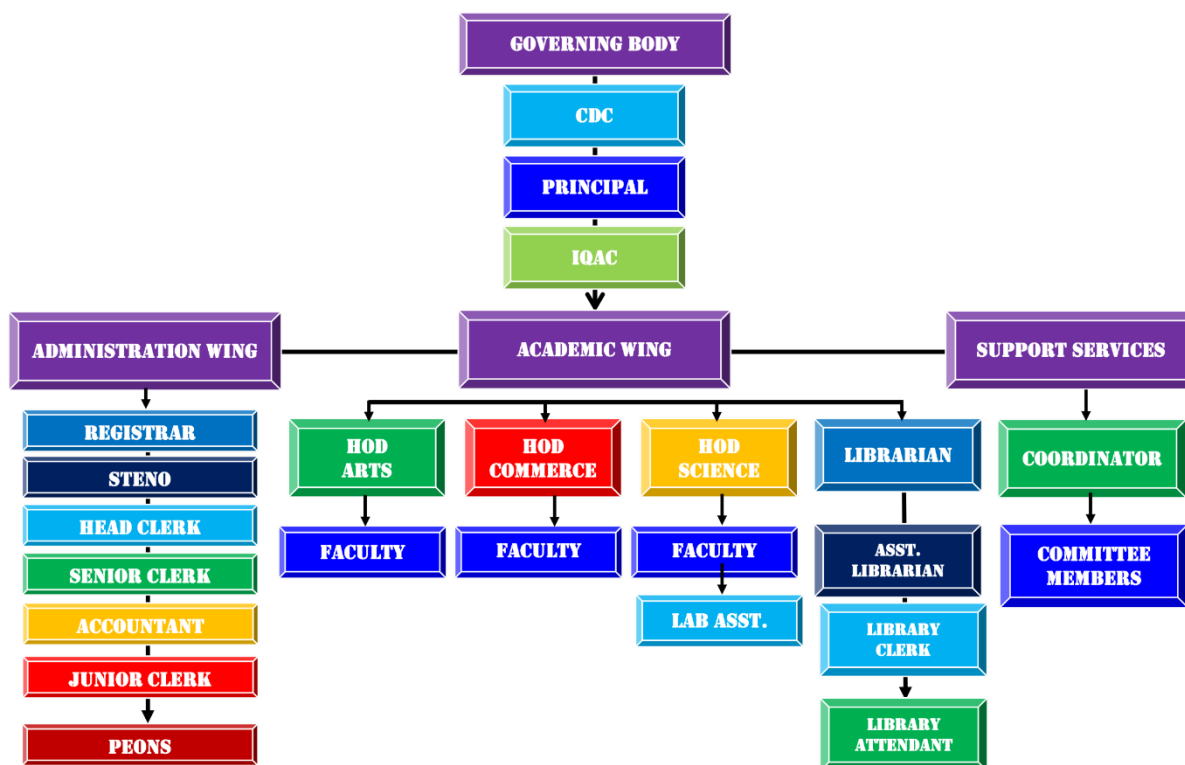 GOVERNING BODY
CDC
PRINCIPAL
IQAC
ADMINISTRATION WING
ACADEMIC WING
SUPPORT SERVICES
REGISTRAR
STENO
HEAD CLERK
SENIOR CLERK
ACCOUNTANT
JUNIOR CLERK
PEONS
HOD
ARTS
FACULTY
HOD
COMMERCE
FACULTY
HOD
SCIENCE
FACULTY
LAB ASST.
LIBRARIAN
ASST.
LIBRARIAN
LIBRARY
CLERK
LIBRARY
ATTENDANT
COORDINATOR
COMMITTEE
MEMBERS